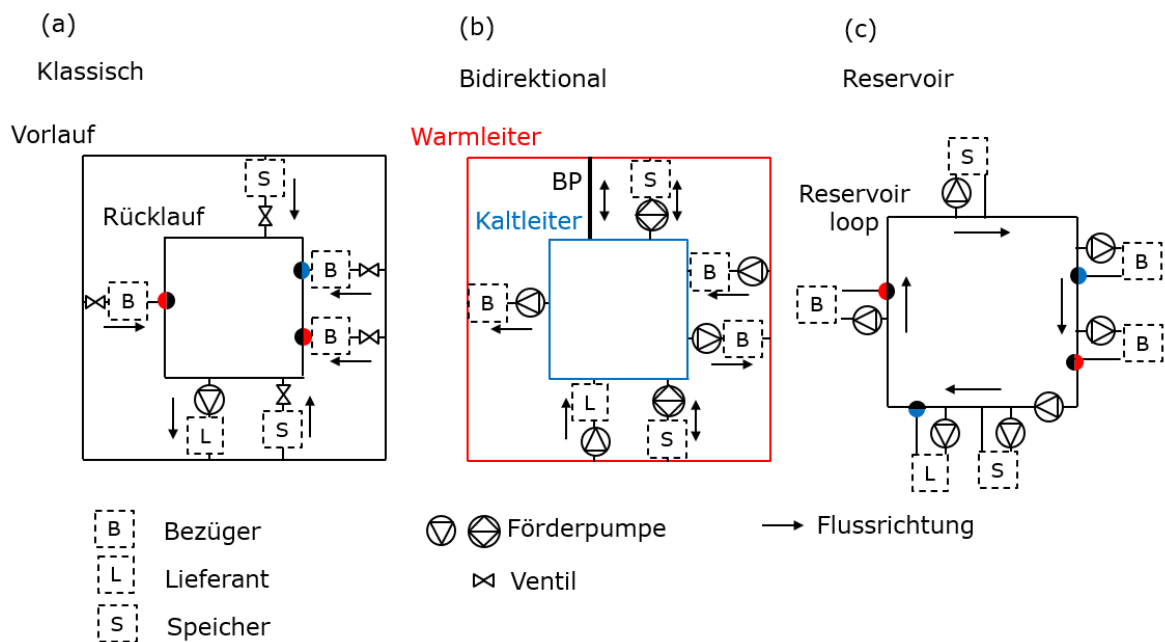 (a)
Klassisch
Vorlauf
S
Rücklauf
B
B
B
L
S
(b)
Bidirektional
Warmleiter
BP
S
Kaltleiter
B
B
B
L
S
(c)
Reservoir
S
Reservoir
loop
B
B
B
L
S
B Bezüger
L Lieferant
S Speicher
Förderpumpe
Ventil
Flussrichtung